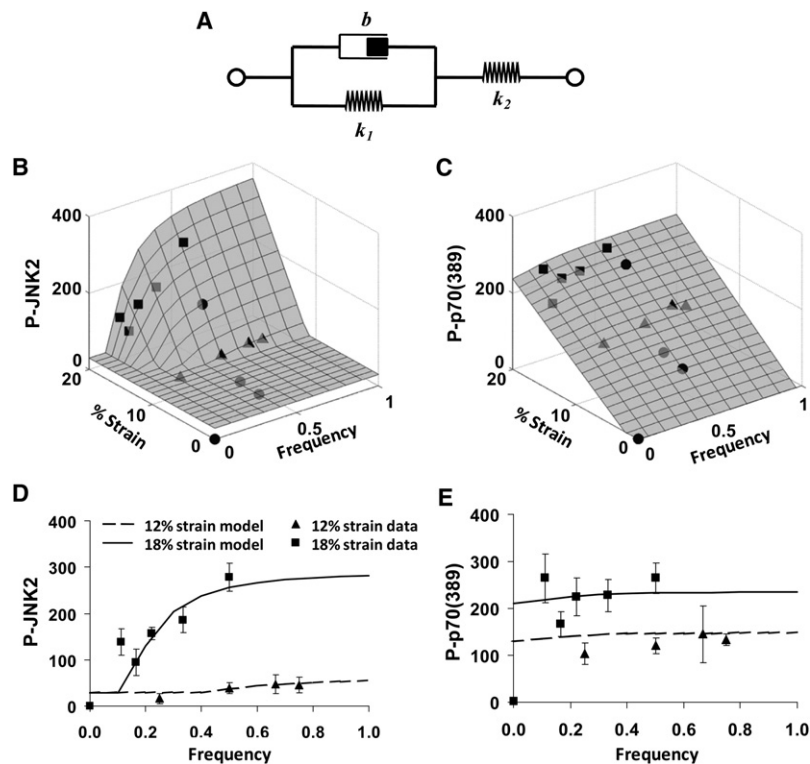 A
b
k1
k2
B
400
200
0
P-JNK2
20
10
0
% Strain
0
0.5
1
Frequency
C
400
200
0
P-p70(389)
20
10
0
% Strain
0
0.5
1
Frequency
D
P-JNK2
400
300
200
100
0
12% strain model
18% strain model
12% strain data
18% strain data
0.0 0.2 0.4 0.6 0.8 1.0
Frequency
E
P-p70(389)
400
300
200
100
0
0.0 0.2 0.4 0.6 0.8 1.0
Frequency